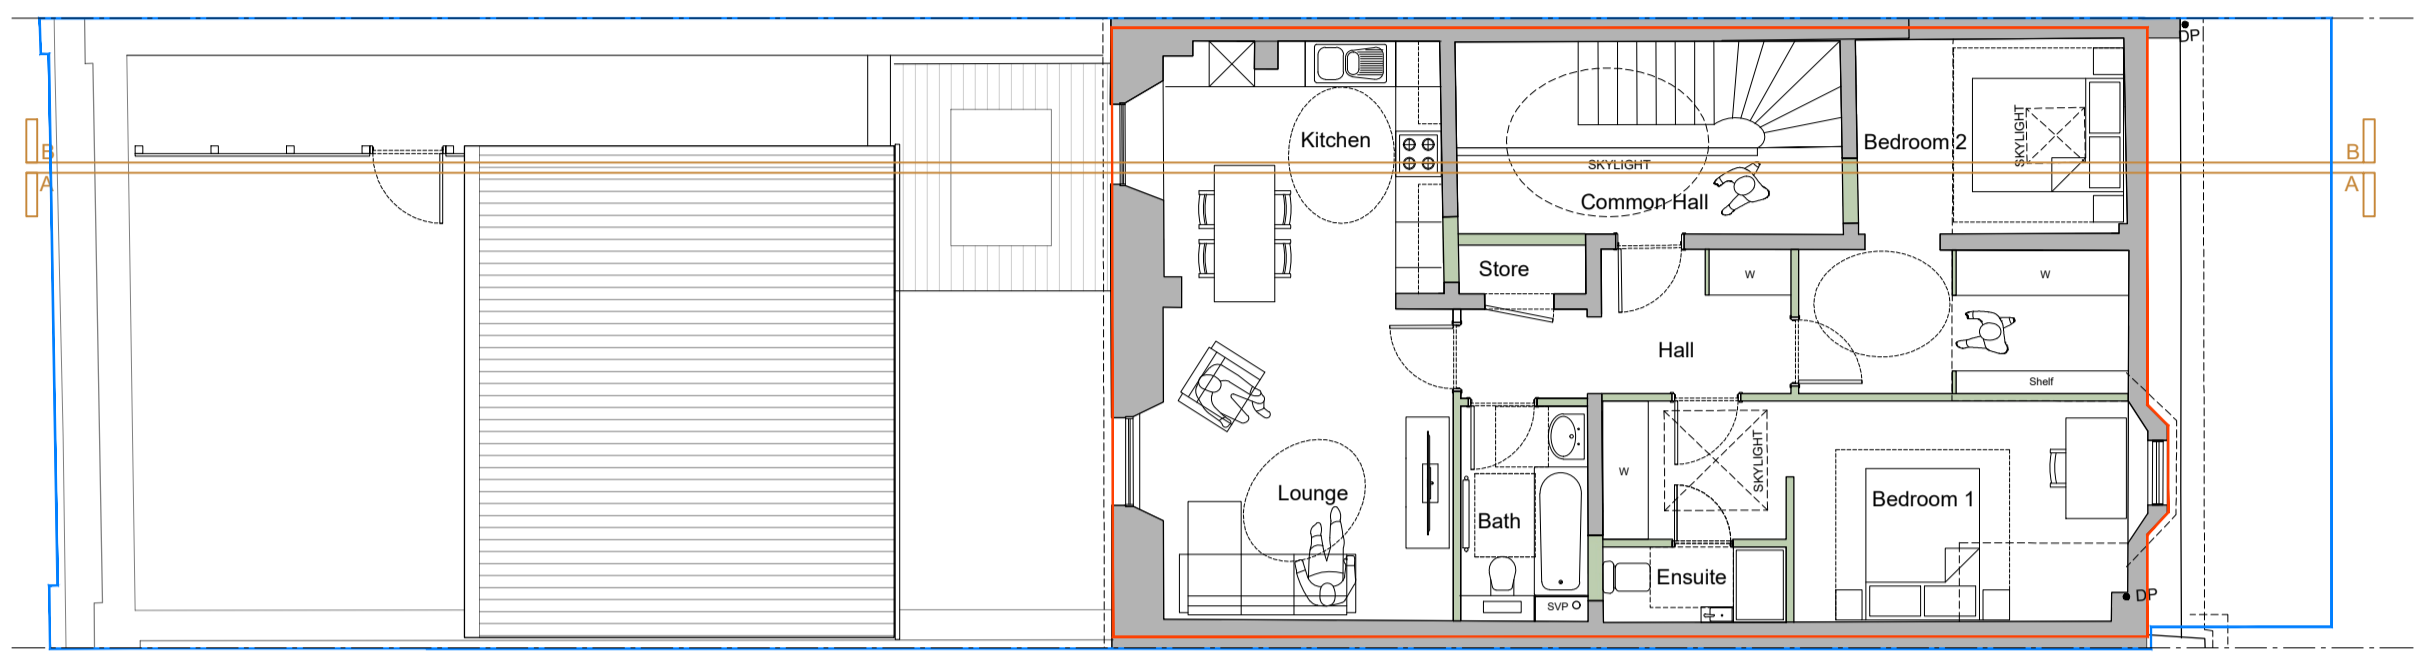 DP
Kitchen
Bedroom 2
SKYLIGHT
B
B
SKYLIGHT
A
A
Common Hall
Store
W
W
Hall
Shelf
SKYLIGHT
W
Lounge
Bath
Bedroom 1
Ensuite
SVP
DP